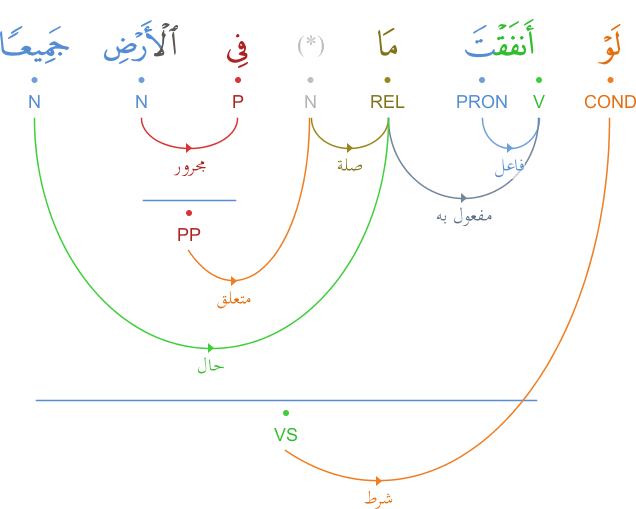 لَوْ أَنفَقْتَ مَا (*) فِي ٱلْأَرْضِ جَمِيعًا
COND V PRON REL N P N N
فاعل
مجرور صلة
مفعول به
PP
متعلق
حال
VS
شرط